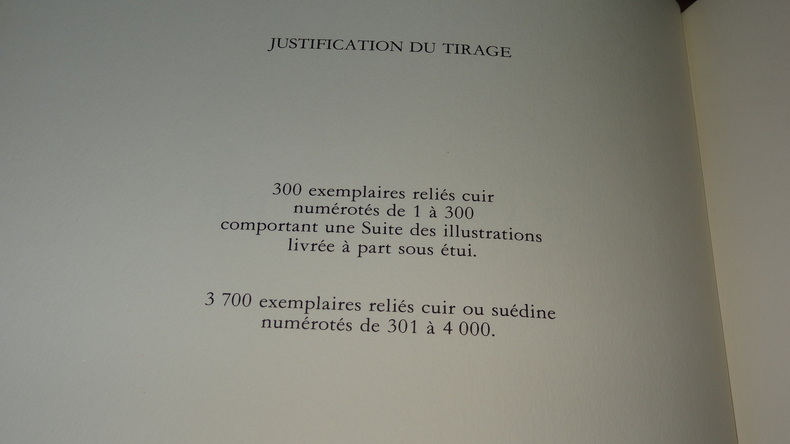 JUSTIFICATION DU TIRAGE
300 exemplaires reliés cuir
numérotés de 1 à 300
comportant une Suite des illustrations
livrée à part sous étui.
3 700 exemplaires reliés cuir ou suédine
numérotés de 301 à 4 000.